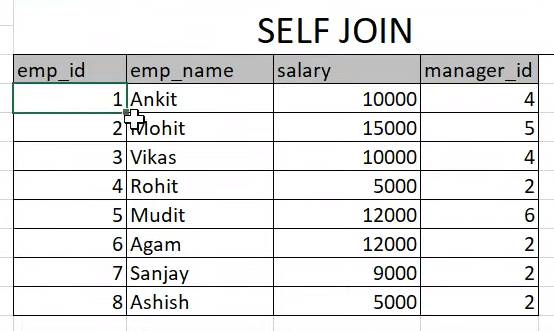 SELF JOIN
emp_id emp_name salary manager_id
1 Ankit 10000 4
2 Mohit 15000 5
3 Vikas 10000 4
4 Rohit 5000 2
5 Mudit 12000 6
6 Agam 12000 2
7 Sanjay 9000 2
8 Ashish 5000 2